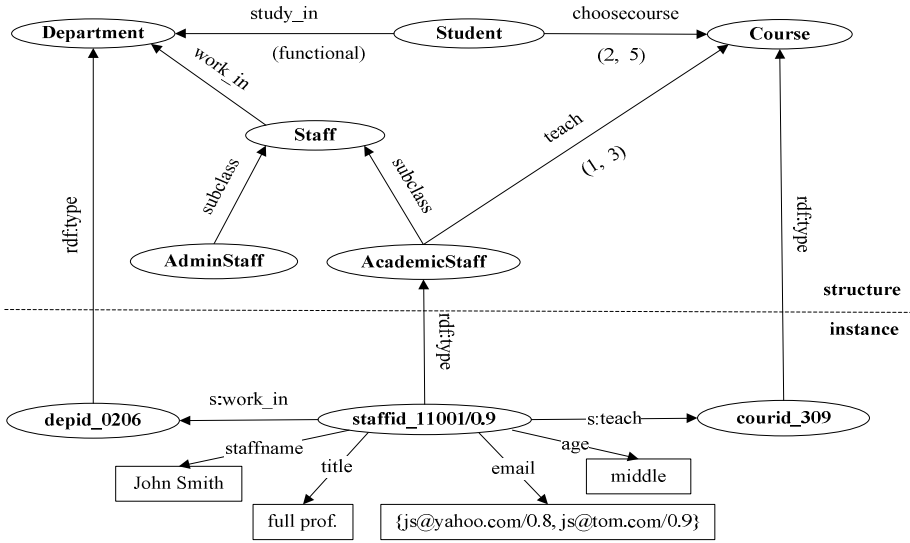 study_in
choosecourse
Department
Student
Course
(functional)
(2, 5)
work_in
Staff
teach
(1, 3)
subclass
subclass
rdf:type
rdf:type
AdminStaff
AcademicStaff
structure
instance
rdf:type
s:work_in
s:teach
depid_0206
staffid_11001/0.9
courid_309
staffname
title
email
age
John Smith
middle
full prof.
{js@yahoo.com/0.8, js@tom.com/0.9}